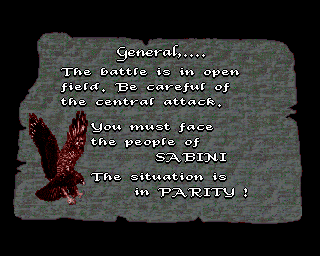 General,....
The battle is in open
field. Be careful of
the central attack.
You must face
the people of
SABINI
The situation is
in PARITY !